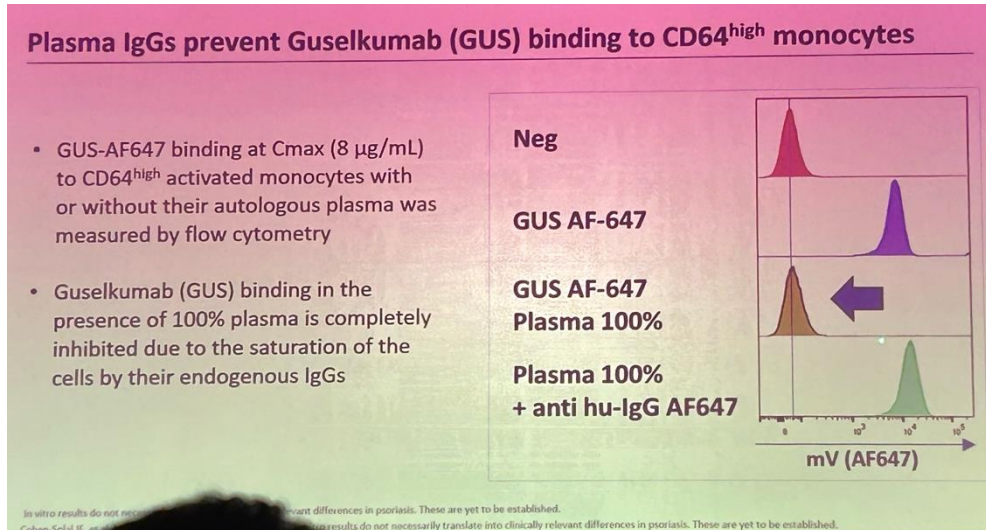 Plasma IgGs prevent Guselkumab (GUS) binding to CD64high monocytes
• GUS-AF647 binding at Cmax (8 µg/mL)
to CD64high activated monocytes with
or without their autologous plasma was
measured by flow cytometry
• Guselkumab (GUS) binding in the
presence of 100% plasma is completely
inhibited due to the saturation of the
cells by their endogenous IgGs
Neg
GUS AF-647
GUS AF-647
Plasma 100%
Plasma 100%
+ anti hu-IgG AF647
0 10³ 10⁴ 10⁵
mV (AF647)
in vitro results do not differences in psoriasis. These are yet to be established.
results do not necessarily translate into clinically relevant differences in psoriasis. These are yet to be established.